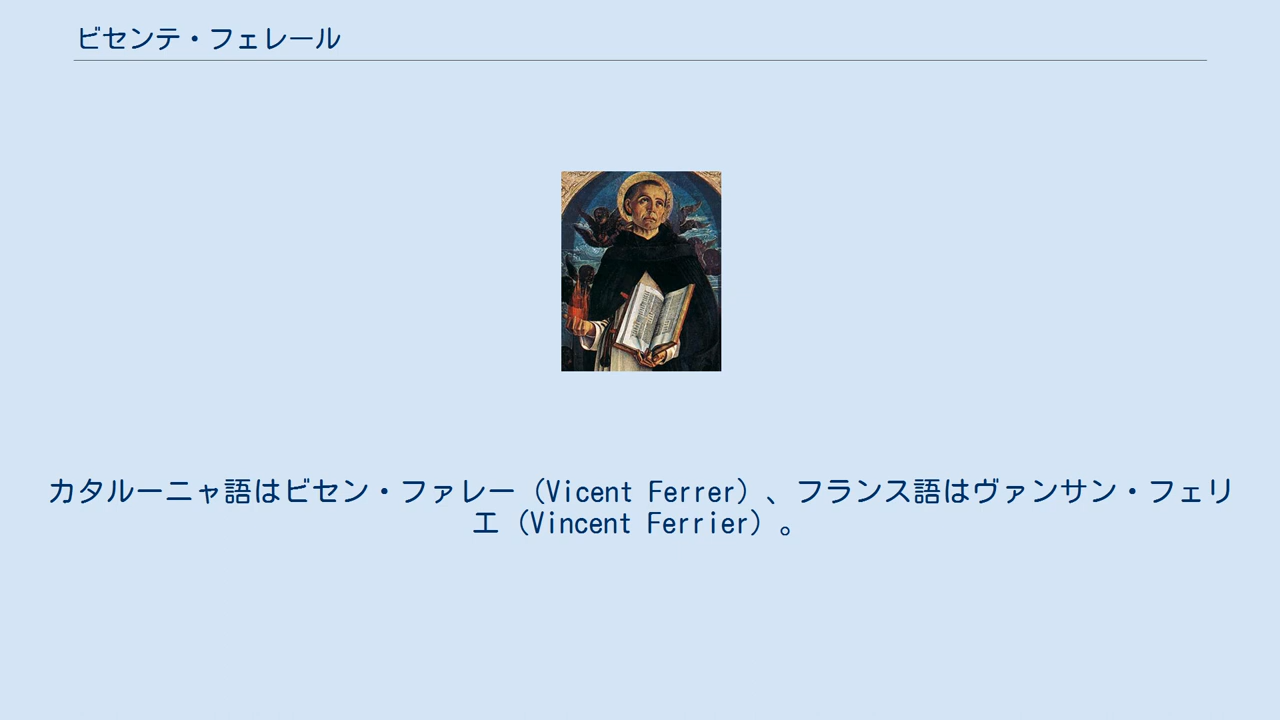 ビセンテ・フェレール
カタルーニャ語はビセン・ファレー（Vicent Ferrer）、フランス語はヴァンサン・フェリ
エ（Vincent Ferrier）。